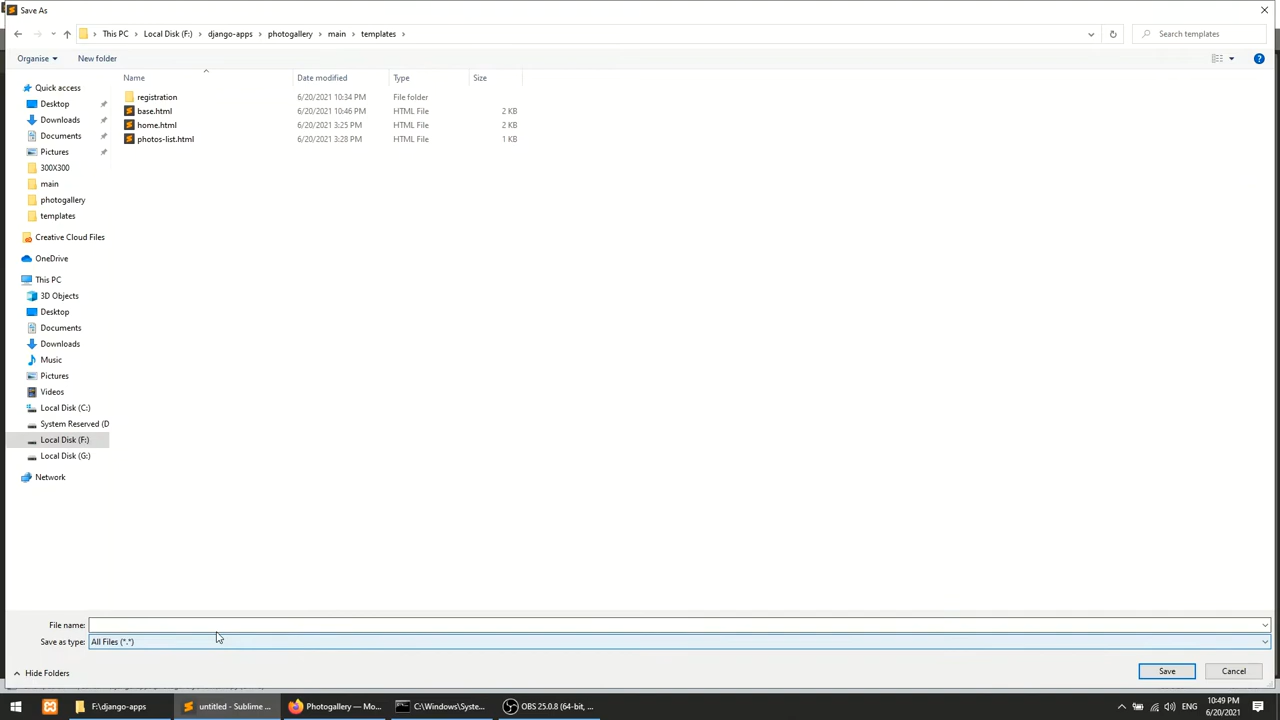 Save As
This PC Local Disk (F:) django-apps photogallery main templates
Search templates
Organise New folder
Name Date modified Type Size
registration 6/20/2021 10:34 PM File folder
base.html 6/20/2021 10:46 PM HTML File 2 KB
home.html 6/20/2021 3:25 PM HTML File 2 KB
photos-list.html 6/20/2021 3:28 PM HTML File 1 KB
Quick access
Desktop
Downloads
Documents
Pictures
300X300
main
photogallery
templates
Creative Cloud Files
OneDrive
This PC
3D Objects
Desktop
Documents
Downloads
Music
Pictures
Videos
Local Disk (C:)
System Reserved (D
Local Disk (F:)
Local Disk (G:)
Network
File name:
Save as type: All Files (*.*)
Hide Folders
Save Cancel
F:\django-apps
untitled - Sublime ...
Photogallery — Mo...
C:\Windows\Syste...
OBS 25.0.8 (64-bit, ...
ENG
10:49 PM
6/20/2021